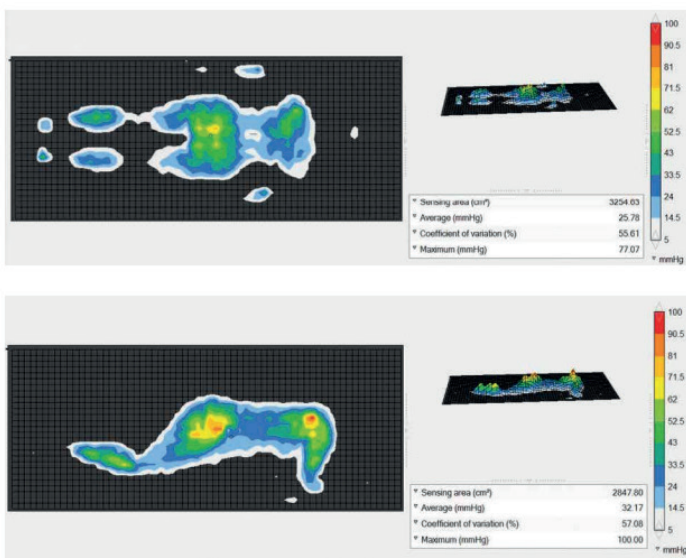 100
90.5
81
71.5
62
52.5
43
33.5
24
14.5
5
mmHg
Sensing area (cm²) 3254.63
Average (mmHg) 25.78
Coefficient of variation (%) 55.61
Maximum (mmHg) 77.07
100
90.5
81
71.5
62
52.5
43
33.5
24
14.5
5
mmHg
Sensing area (cm²) 2847.80
Average (mmHg) 32.17
Coefficient of variation (%) 57.08
Maximum (mmHg) 100.00